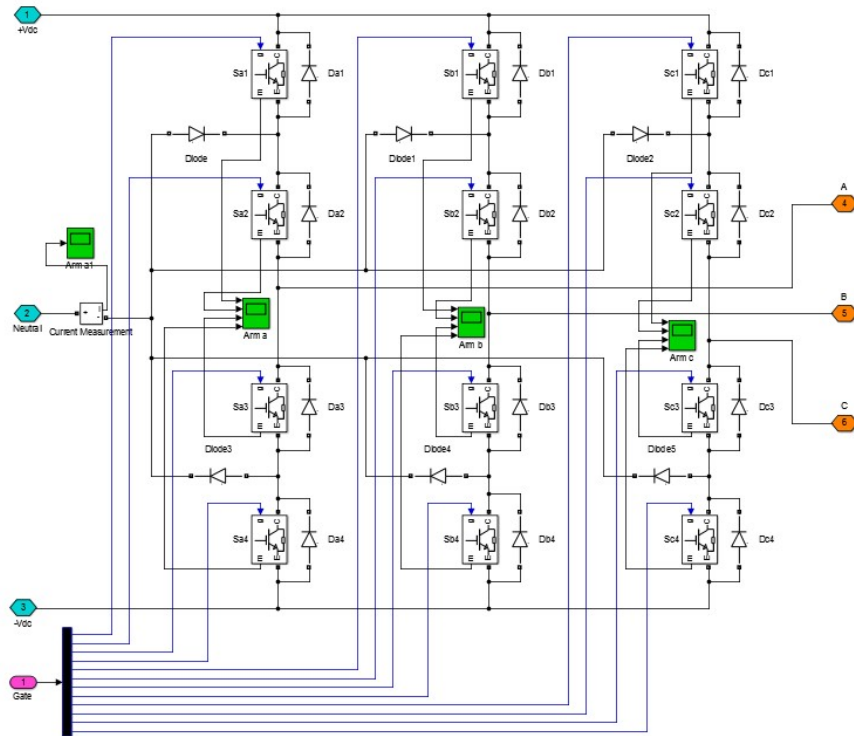 1
+Vdc
Sa1
g
C
m
E
Da1
Sb1
g
C
m
E
Db1
Sc1
g
C
m
E
Dc1
Diode
Diode1
Diode2
Sa2
g
C
m
E
Da2
Sb2
g
C
m
E
Db2
Sc2
g
C
m
E
Dc2
A
4
Arm a1
2
Neutral
+
i
-
Current Measurement
Arm a
Arm b
Arm c
B
5
Sa3
g
C
m
E
Da3
Sb3
g
C
m
E
Db3
Sc3
g
C
m
E
Dc3
C
6
Diode3
Diode4
Diode5
Sa4
g
C
m
E
Da4
Sb4
g
C
m
E
Db4
Sc4
g
C
m
E
Dc4
3
-Vdc
1
Gate